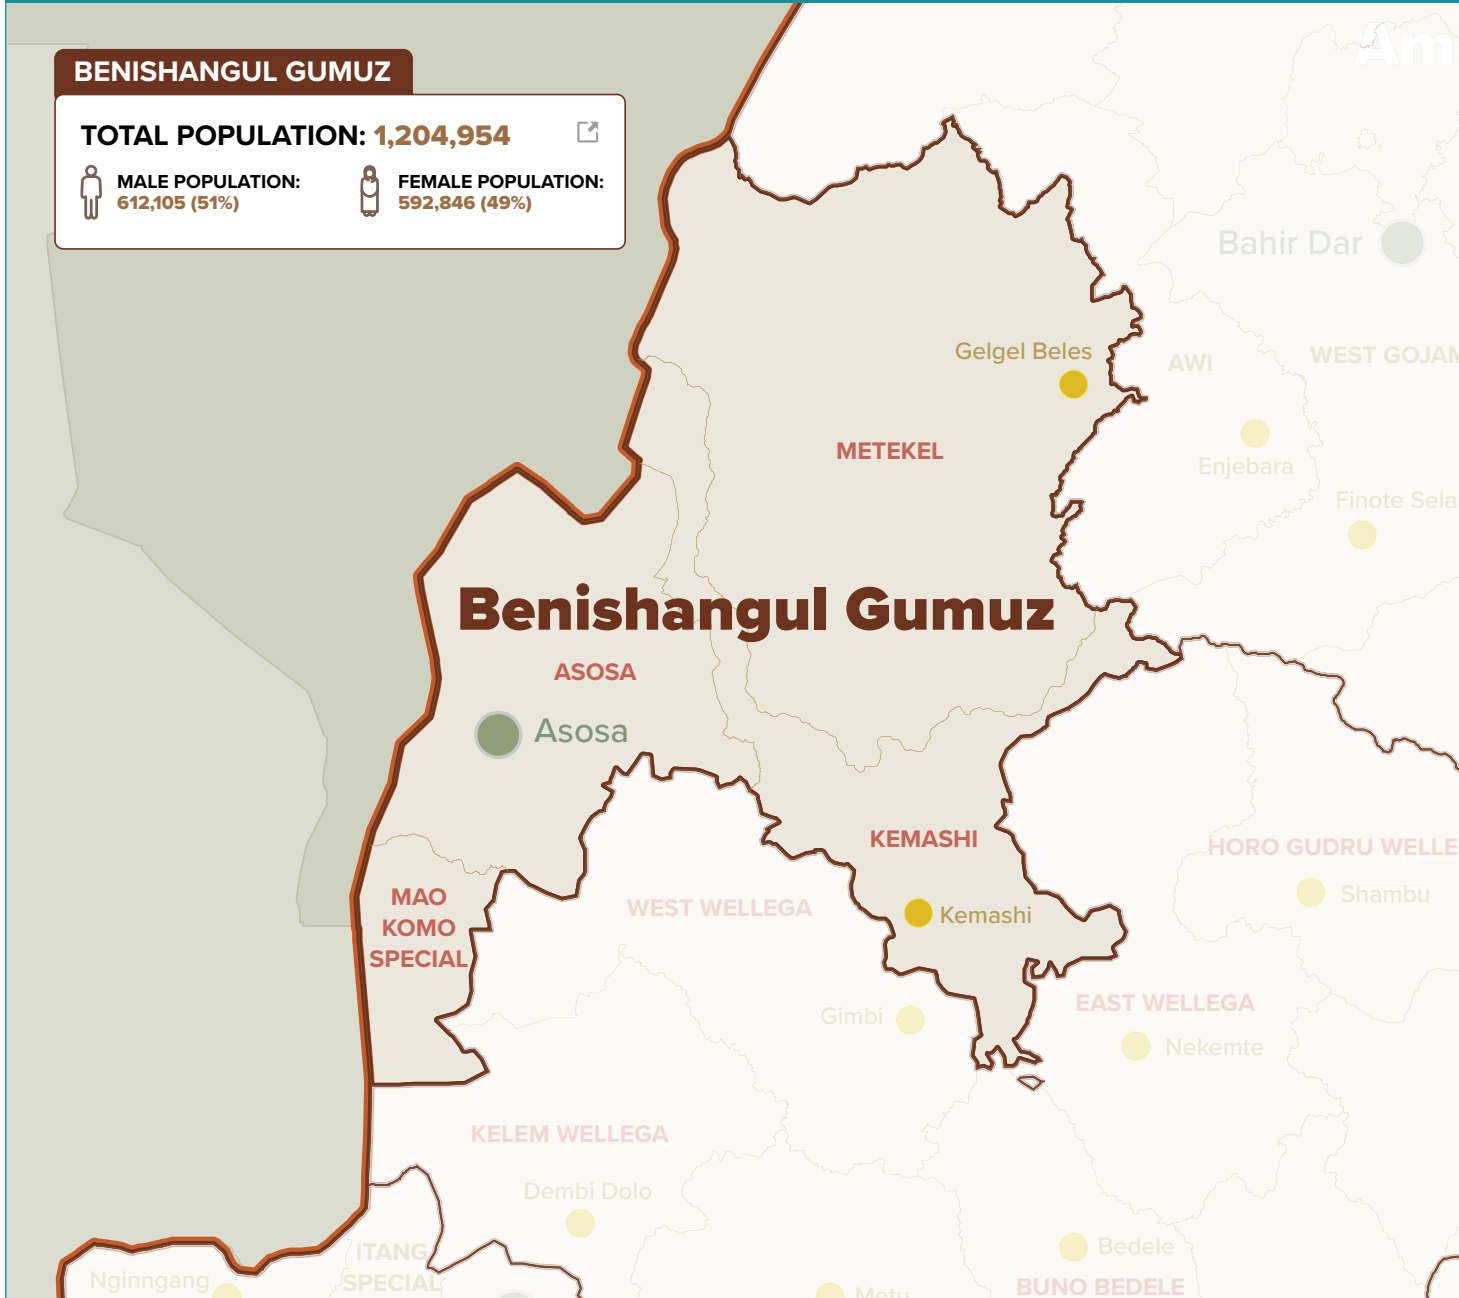 BENISHANGUL GUMUZ
TOTAL POPULATION: 1,204,954
MALE POPULATION:
612,105 (51%)
FEMALE POPULATION:
592,846 (49%)
Am
Bahir Dar
Gelgel Beles
AWI
WEST GOJAM
METEKEL
Enjebara
Finote Sela
Benishangul Gumuz
ASOSA
Asosa
KEMASHI
HORO GUDRU WELLE
MAO
KOMO
SPECIAL
WEST WELLEGA
Kemashi
Shambu
Gimbi
EAST WELLEGA
Nekemte
KELEM WELLEGA
Dembi Dolo
ITANG
SPECIAL
Nginngang
Bedele
BUNO BEDELE
Metu